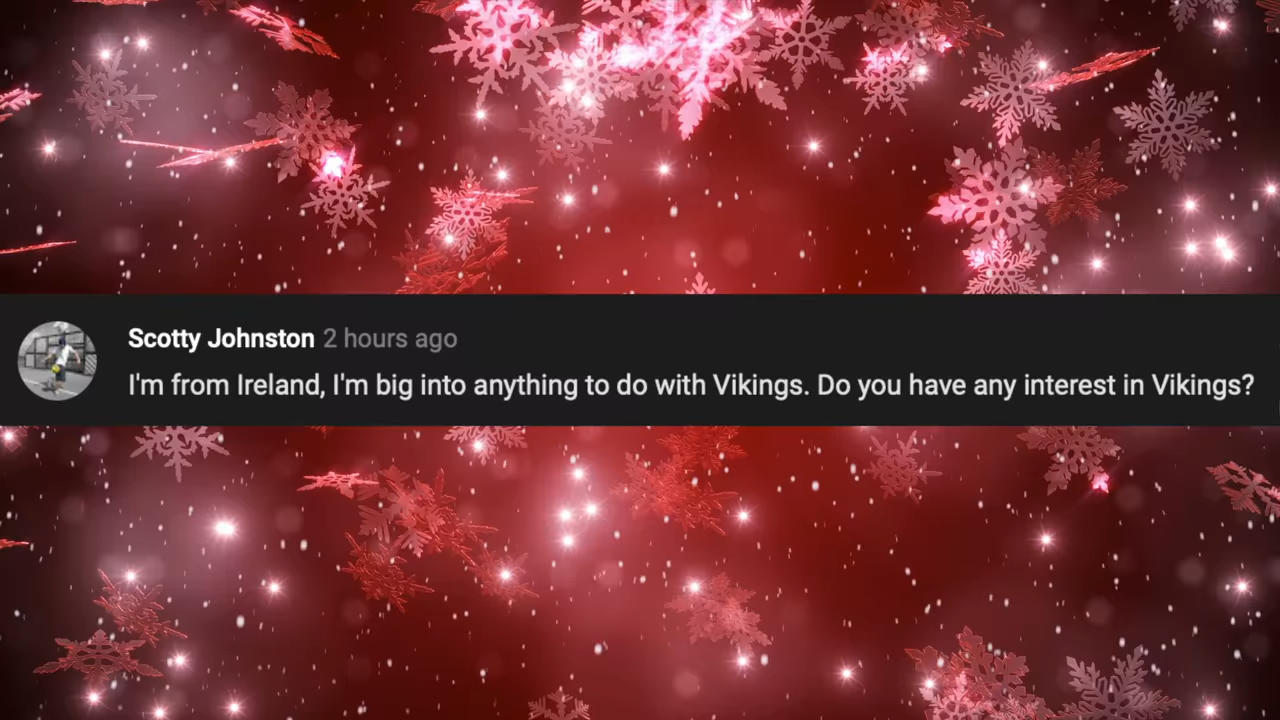 Scotty Johnston 2 hours ago
I'm from Ireland, I'm big into anything to do with Vikings. Do you have any interest in Vikings?